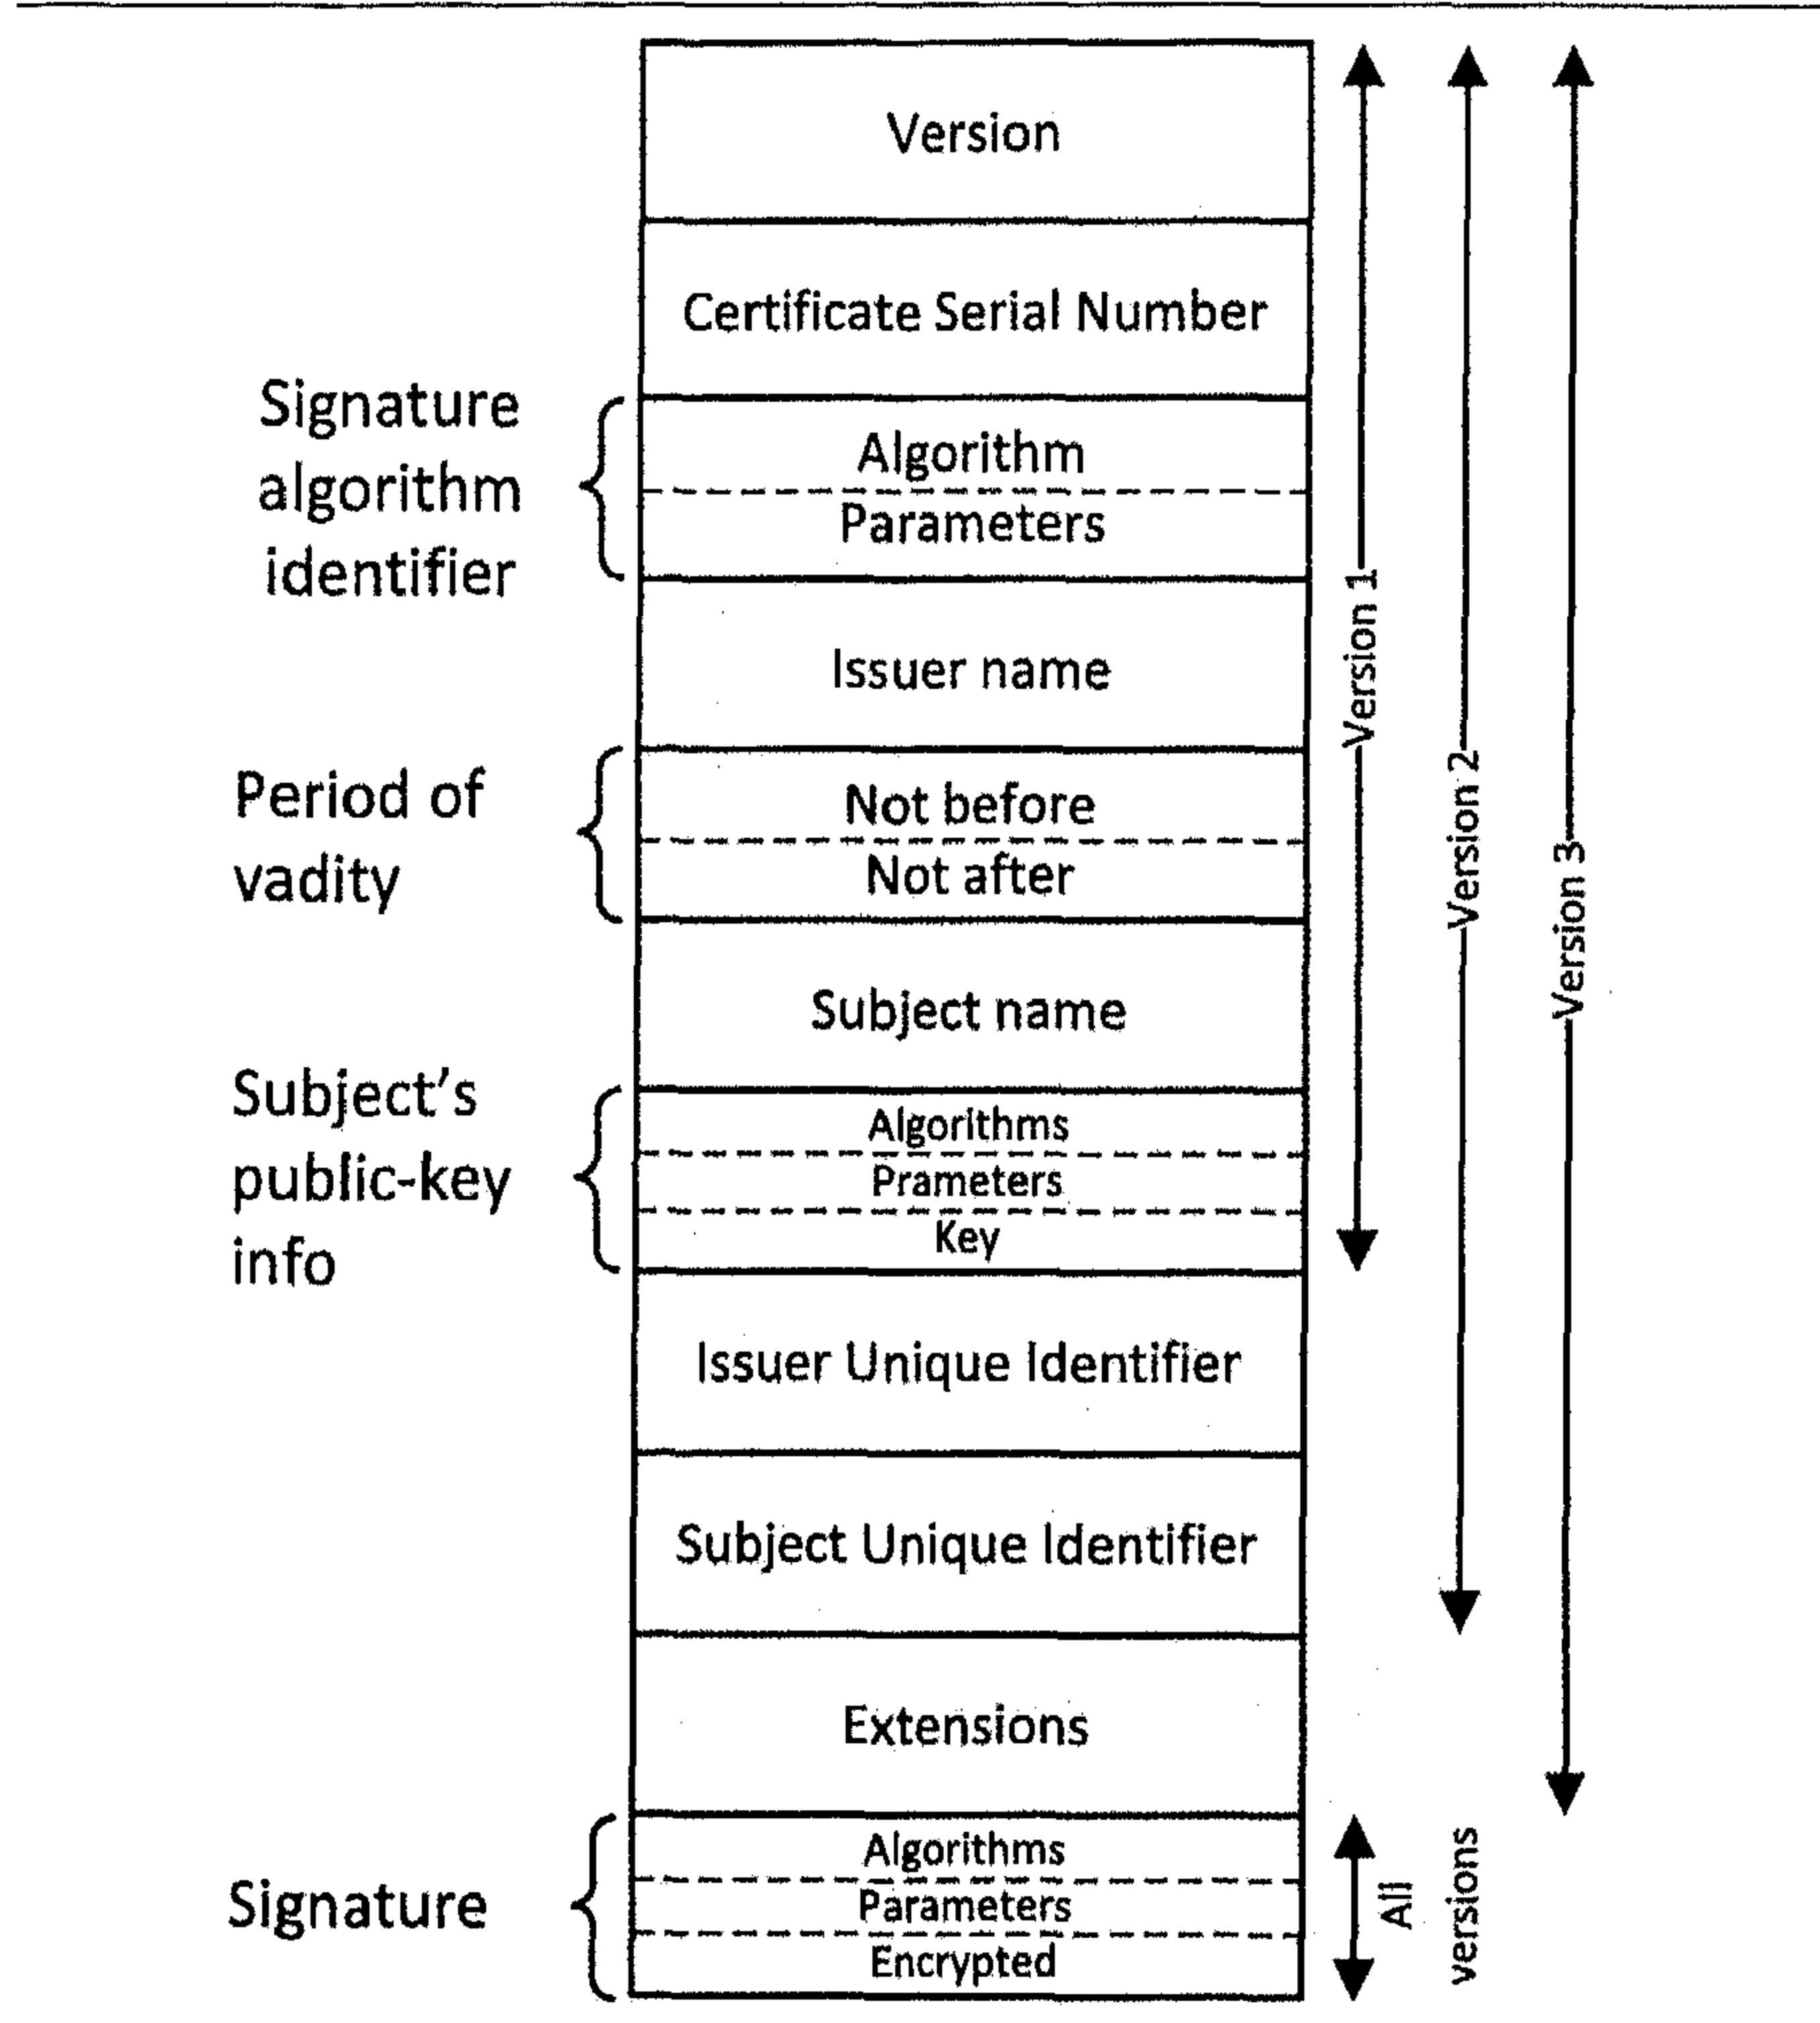 Version
Certificate Serial Number
Signature
algorithm
identifier
Algorithm
Parameters
Issuer name
Period of
vadity
Not before
Not after
Subject name
Subject's
public-key
info
Algorithms
Prameters
Key
Issuer Unique Identifier
Subject Unique Identifier
Extensions
Signature
Algorithms
Parameters
Encrypted
Version 1
Version 2
Version 3
All
versions